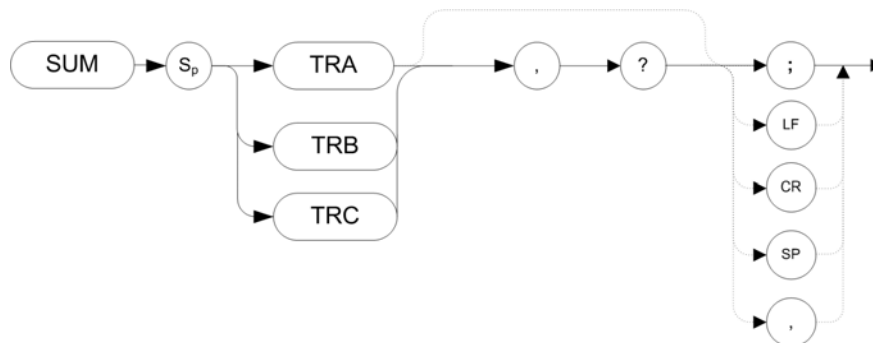 SUM Sp TRA , ? ;
LF
TRB
CR
TRC
SP
,